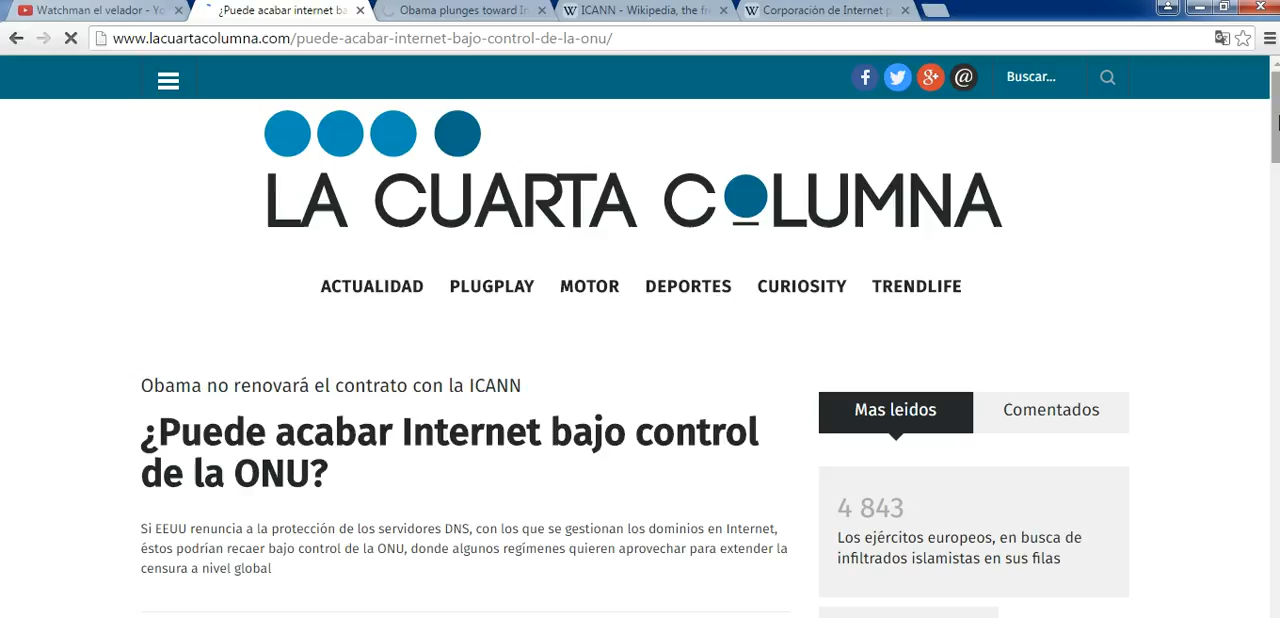 Watchman el velador - Yo
¿Puede acabar internet ba
Obama plunges toward In
ICANN - Wikipedia, the fr
Corporación de Internet p
www.lacuartacolumna.com/puede-acabar-internet-bajo-control-de-la-onu/
Buscar...
LA CUARTA COLUMNA
ACTUALIDAD PLUGPLAY MOTOR DEPORTES CURIOSITY TRENDLIFE
Obama no renovará el contrato con la ICANN
¿Puede acabar Internet bajo control
de la ONU?
Si EEUU renuncia a la protección de los servidores DNS, con los que se gestionan los dominios en Internet,
éstos podrían recaer bajo control de la ONU, donde algunos regímenes quieren aprovechar para extender la
censura a nivel global
Mas leidos
Comentados
4 843
Los ejércitos europeos, en busca de
infiltrados islamistas en sus filas